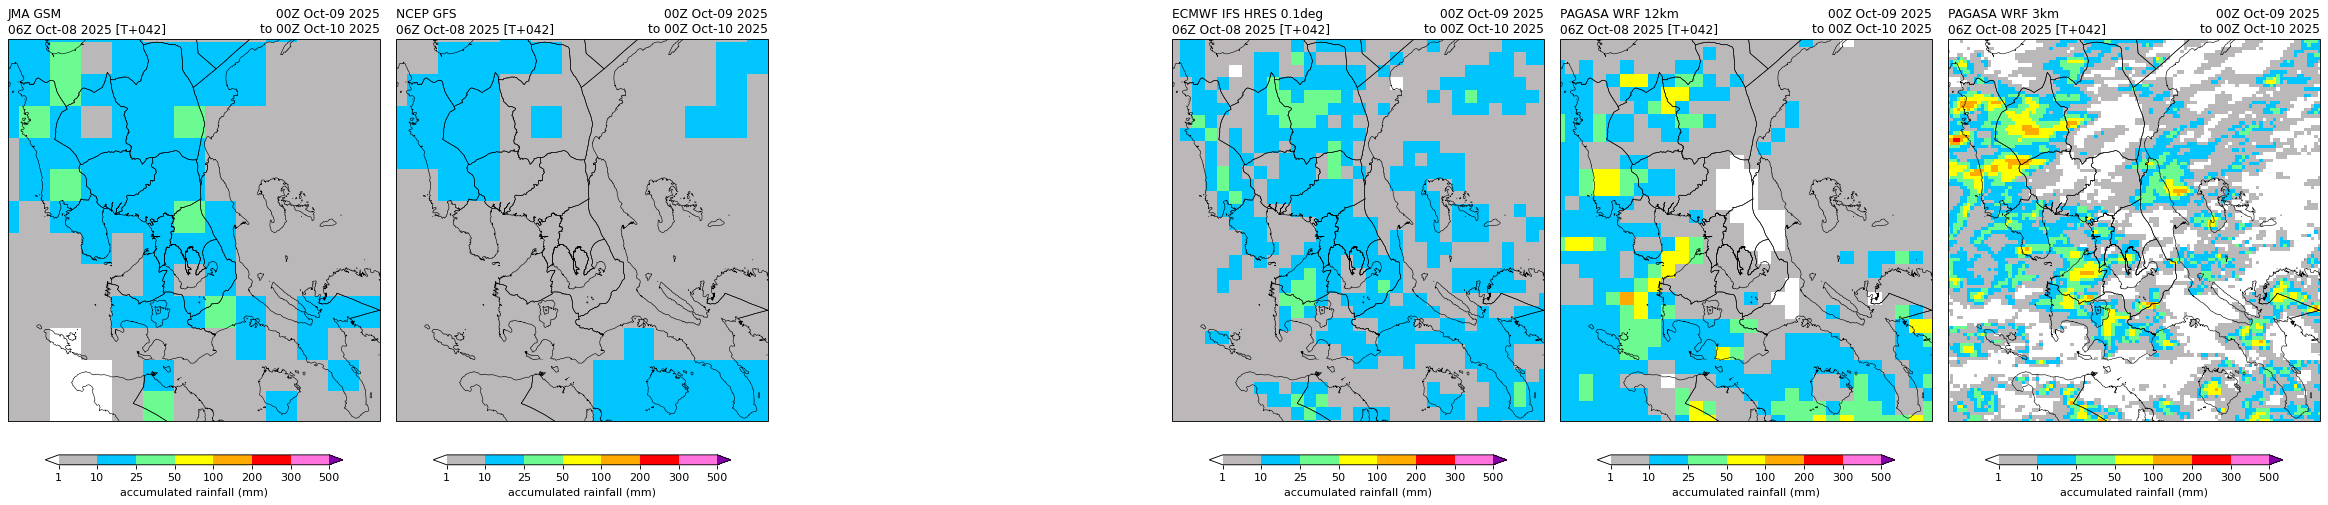 JMA GSM 00Z Oct-09 2025
06Z Oct-08 2025 [T+042] to 00Z Oct-10 2025
1 10 25 50 100 200 300 500
accumulated rainfall (mm)
NCEP GFS 00Z Oct-09 2025
06Z Oct-08 2025 [T+042] to 00Z Oct-10 2025
1 10 25 50 100 200 300 500
accumulated rainfall (mm)
ECMWF IFS HRES 0.1deg 00Z Oct-09 2025
06Z Oct-08 2025 [T+042] to 00Z Oct-10 2025
1 10 25 50 100 200 300 500
accumulated rainfall (mm)
PAGASA WRF 12km 00Z Oct-09 2025
06Z Oct-08 2025 [T+042] to 00Z Oct-10 2025
1 10 25 50 100 200 300 500
accumulated rainfall (mm)
PAGASA WRF 3km 00Z Oct-09 2025
06Z Oct-08 2025 [T+042] to 00Z Oct-10 2025
1 10 25 50 100 200 300 500
accumulated rainfall (mm)